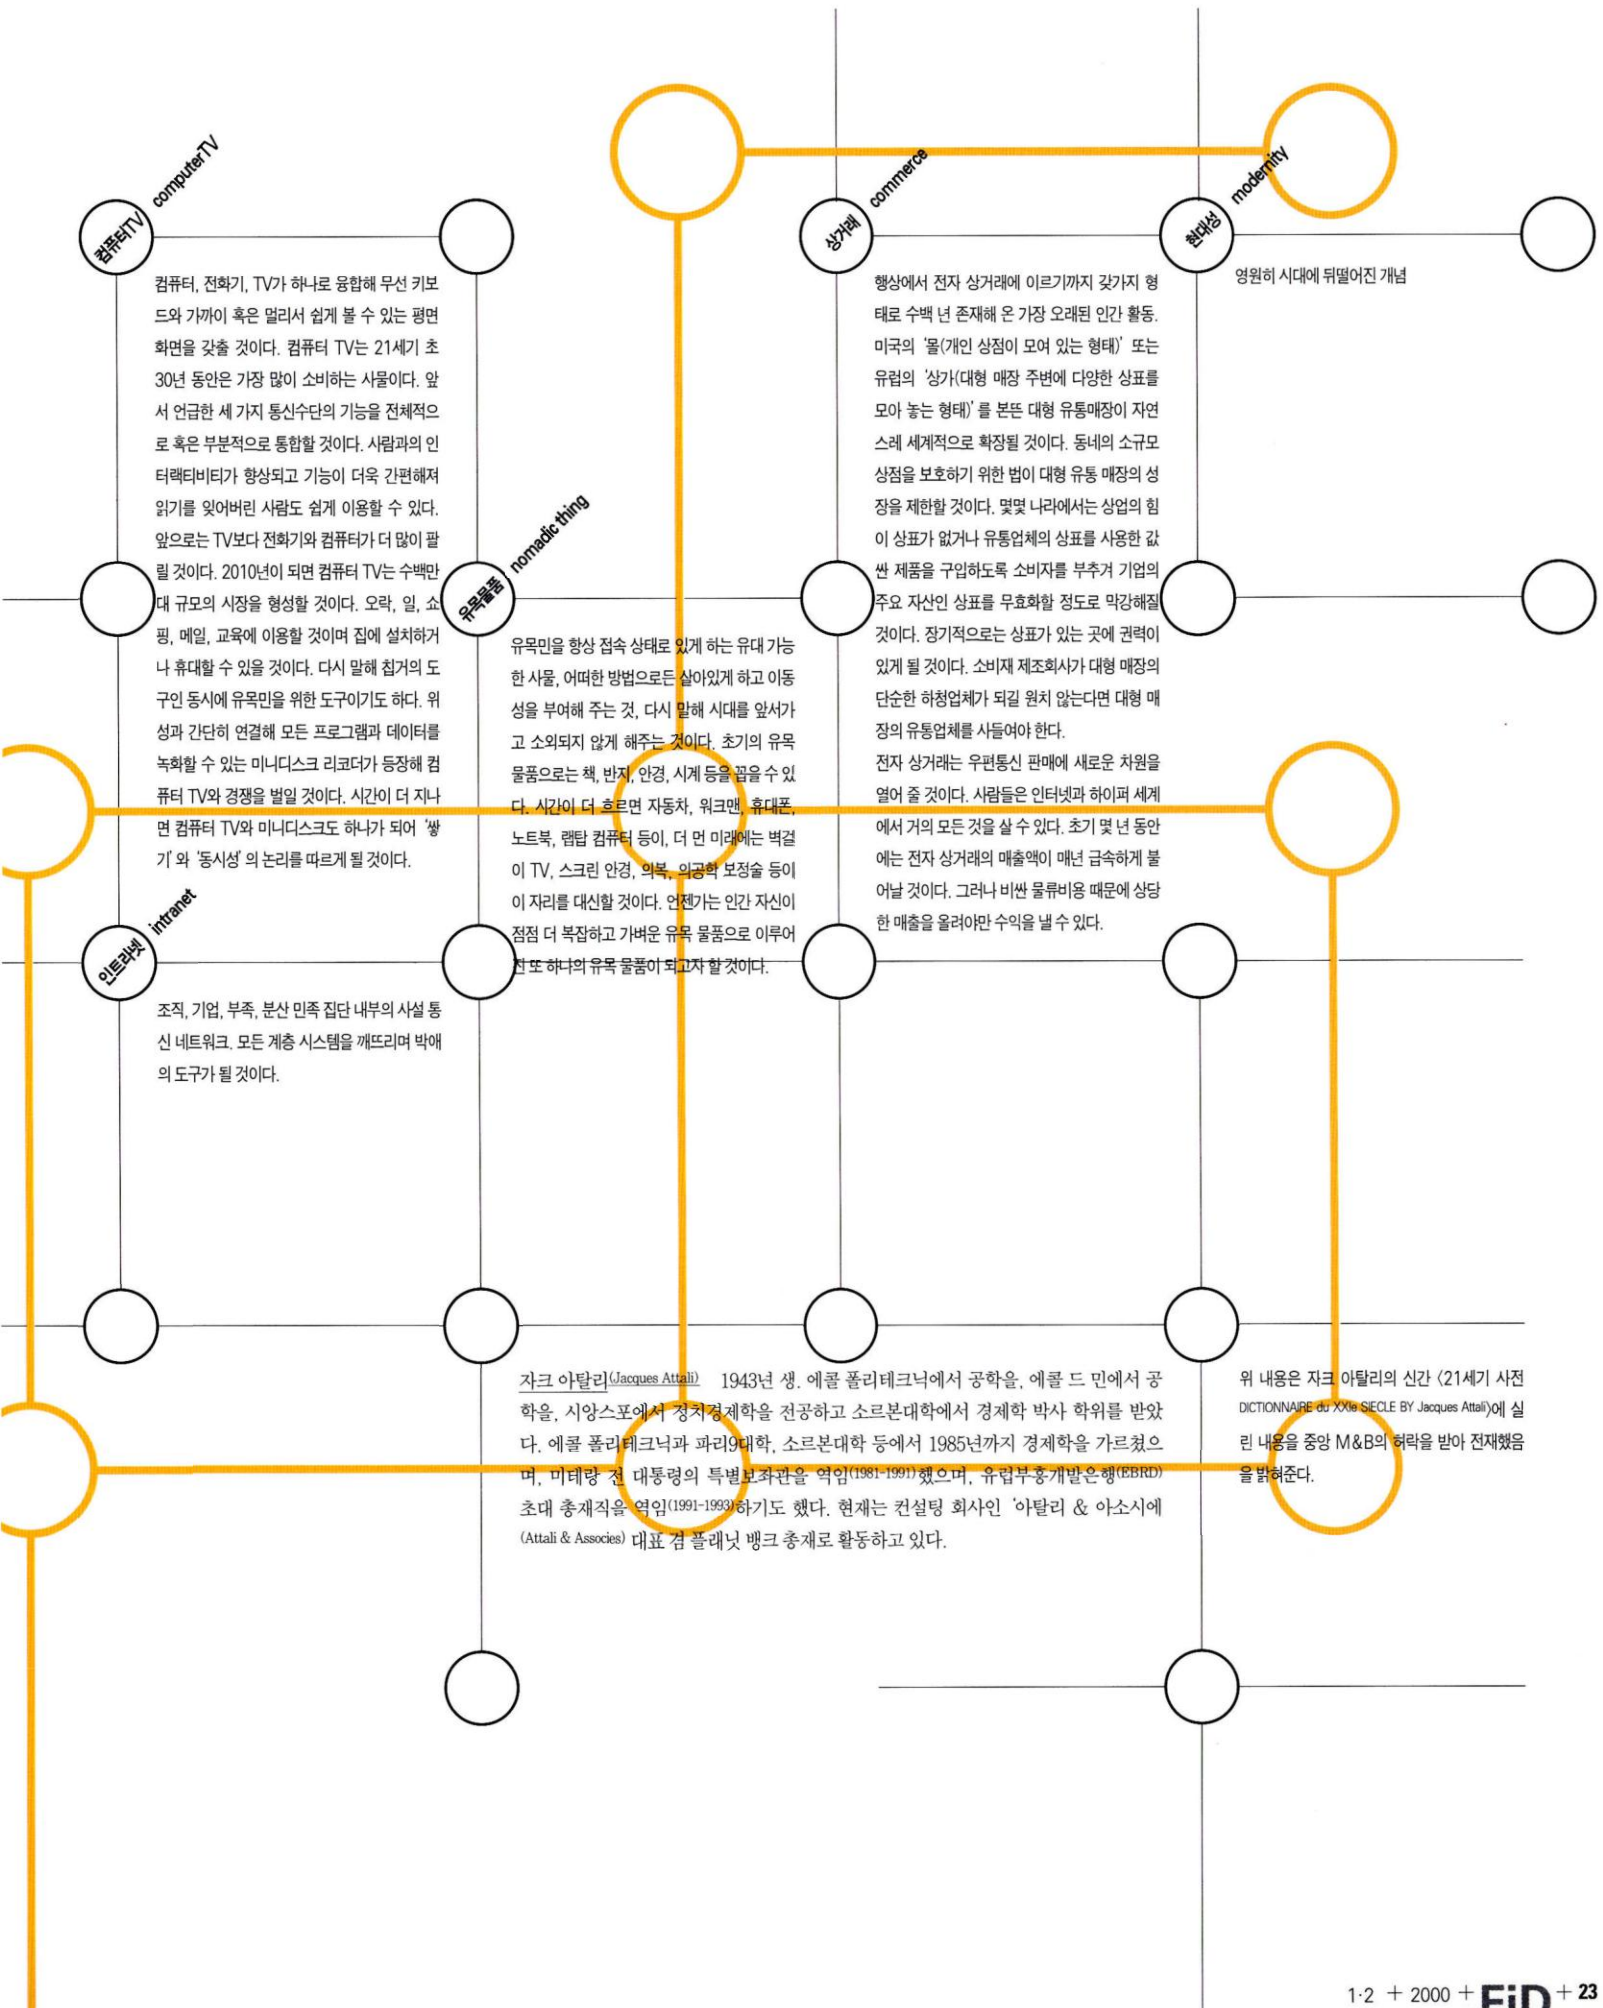 컴퓨터TV computerTV
컴퓨터, 전화기, TV가 하나로 융합해 무선 키보
드와 가까이 혹은 멀리서 쉽게 볼 수 있는 평면
화면을 갖출 것이다. 컴퓨터 TV는 21세기 초
30년 동안은 가장 많이 소비하는 사물이다. 앞
서 언급한 세 가지 통신수단의 기능을 전체적으
로 혹은 부분적으로 통합할 것이다. 사람과의 인
터랙티비티가 향상되고 기능이 더욱 간편해져
읽기를 잊어버린 사람도 쉽게 이용할 수 있다.
앞으로는 TV보다 전화기와 컴퓨터가 더 많이 팔
릴 것이다. 2010년이 되면 컴퓨터 TV는 수백만
대 규모의 시장을 형성할 것이다. 오락, 일, 쇼
핑, 메일, 교육에 이용할 것이며 집에 설치하거
나 휴대할 수 있을 것이다. 다시 말해 칩거의 도
구인 동시에 유목민을 위한 도구이기도 하다. 위
성과 간단히 연결해 모든 프로그램과 데이터를
녹화할 수 있는 미니디스크 리코더가 등장해 컴
퓨터 TV와 경쟁을 벌일 것이다. 시간이 더 지나
면 컴퓨터 TV와 미니디스크도 하나가 되어 '쌓
기' 와 '동시성' 의 논리를 따르게 될 것이다.
인트라넷 intranet
조직, 기업, 부족, 분산 민족 집단 내부의 사설 통
신 네트워크. 모든 계층 시스템을 깨뜨리며 박애
의 도구가 될 것이다.
유목물품 nomadic thing
유목민을 항상 접속 상태로 있게 하는 유대 가능
한 사물, 어떠한 방법으로든 살아있게 하고 이동
성을 부여해 주는 것, 다시 말해 시대를 앞서가
고 소외되지 않게 해주는 것이다. 초기의 유목
물품으로는 책, 반지, 안경, 시계 등을 꼽을 수 있
다. 시간이 더 흐르면 자동차, 워크맨, 휴대폰,
노트북, 랩탑 컴퓨터 등이, 더 먼 미래에는 벽걸
이 TV, 스크린 안경, 의복, 의공학 보정술 등이
이 자리를 대신할 것이다. 언젠가는 인간 자신이
점점 더 복잡하고 가벼운 유목 물품으로 이루어
진 또 하나의 유목 물품이 되고자 할 것이다.
상거래 commerce
행상에서 전자 상거래에 이르기까지 갖가지 형
태로 수백 년 존재해 온 가장 오래된 인간 활동.
미국의 '몰(개인 상점이 모여 있는 형태)' 또는
유럽의 '상가(대형 매장 주변에 다양한 상표를
모아 놓는 형태)' 를 본뜬 대형 유통매장이 자연
스레 세계적으로 확장될 것이다. 동네의 소규모
상점을 보호하기 위한 법이 대형 유통 매장의 성
장을 제한할 것이다. 몇몇 나라에서는 상업의 힘
이 상표가 없거나 유통업체의 상표를 사용한 값
싼 제품을 구입하도록 소비자를 부추겨 기업의
주요 자산인 상표를 무효화할 정도로 막강해질
것이다. 장기적으로는 상표가 있는 곳에 권력이
있게 될 것이다. 소비재 제조회사가 대형 매장의
단순한 하청업체가 되길 원치 않는다면 대형 매
장의 유통업체를 사들여야 한다.
전자 상거래는 우편통신 판매에 새로운 차원을
열어 줄 것이다. 사람들은 인터넷과 하이퍼 세계
에서 거의 모든 것을 살 수 있다. 초기 몇 년 동안
에는 전자 상거래의 매출액이 매년 급속하게 불
어날 것이다. 그러나 비싼 물류비용 때문에 상당
한 매출을 올려야만 수익을 낼 수 있다.
현대성 modernity
영원히 시대에 뒤떨어진 개념
자크 아탈리(Jacques Attali) 1943년 생. 에콜 폴리테크닉에서 공학을, 에콜 드 민에서 공
학을, 시앙스포에서 정치경제학을 전공하고 소르본대학에서 경제학 박사 학위를 받았
다. 에콜 폴리테크닉과 파리9대학, 소르본대학 등에서 1985년까지 경제학을 가르쳤으
며, 미테랑 전 대통령의 특별보좌관을 역임(1981-1991)했으며, 유럽부흥개발은행(EBRD)
초대 총재직을 역임(1991-1993)하기도 했다. 현재는 컨설팅 회사인 '아탈리 & 아소시에
(Attali & Associes) 대표 겸 플래닛 뱅크 총재로 활동하고 있다.
위 내용은 자크 아탈리의 신간 〈21세기 사전
DICTIONNAIRE du XXIe SIECLE BY Jacques Attali〉에 실
린 내용을 중앙 M&B의 허락을 받아 전재했음
을 밝혀준다.
1·2 + 2000 + EiD + 23